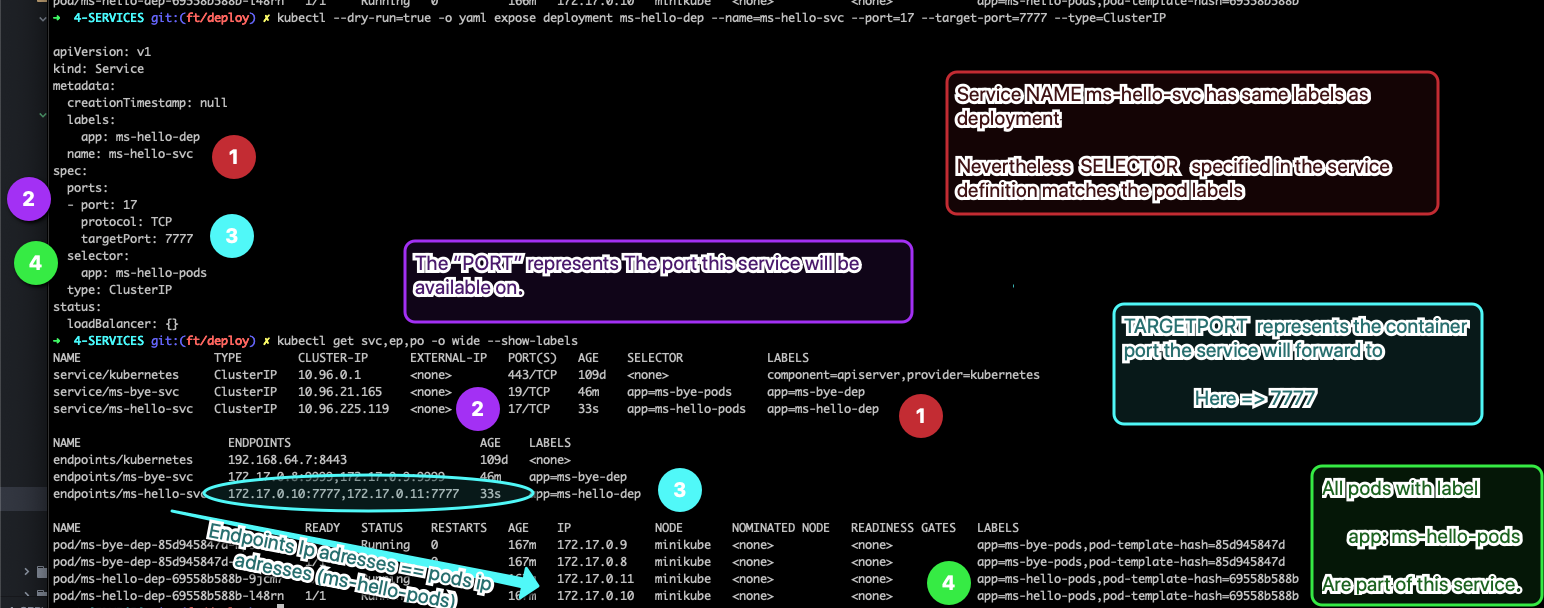 pod/ms-hello-dep-69558b588b-l48rn 1/1 Running 0 166m 172.17.0.10 minikube <none> <none> app=ms-hello-pods,pod-template-hash=69558b588b
➜ 4-SERVICES git:(ft/deploy) ✗ kubectl --dry-run=true -o yaml expose deployment ms-hello-dep --name=ms-hello-svc --port=17 --target-port=7777 --type=ClusterIP
apiVersion: v1
kind: Service
metadata:
creationTimestamp: null
labels:
app: ms-hello-dep
name: ms-hello-svc
1
spec:
ports:
2
- port: 17
protocol: TCP
targetPort: 7777
3
selector:
4
app: ms-hello-pods
type: ClusterIP
status:
loadBalancer: {}
Service NAME ms-hello-svc has same labels as
deployment
Nevertheless SELECTOR specified in the service
definition matches the pod labels
The “PORT” represents The port this service will be
available on.
TARGETPORT represents the container
port the service will forward to
Here => 7777
➜ 4-SERVICES git:(ft/deploy) ✗ kubectl get svc,ep,po -o wide --show-labels
NAME TYPE CLUSTER-IP EXTERNAL-IP PORT(S) AGE SELECTOR LABELS
service/kubernetes ClusterIP 10.96.0.1 <none> 443/TCP 109d <none> component=apiserver,provider=kubernetes
service/ms-bye-svc ClusterIP 10.96.21.165 <none> 19/TCP 46m app=ms-bye-pods app=ms-bye-dep
service/ms-hello-svc ClusterIP 10.96.225.119 <none> 2 17/TCP 33s app=ms-hello-pods app=ms-hello-dep 1
NAME ENDPOINTS AGE LABELS
endpoints/kubernetes 192.168.64.7:8443 109d <none>
endpoints/ms-bye-svc 172.17.0.8:9999,172.17.0.9:9999 46m app=ms-bye-dep
endpoints/ms-hello-svc 172.17.0.10:7777,172.17.0.11:7777 33s app=ms-hello-dep 3
NAME READY STATUS RESTARTS AGE IP NODE NOMINATED NODE READINESS GATES LABELS
pod/ms-bye-dep-85d945847d- Running 0 167m 172.17.0.9 minikube <none> <none> app=ms-bye-pods,pod-template-hash=85d945847d
pod/ms-bye-dep-85d945847d- 167m 172.17.0.8 minikube <none> <none> app=ms-bye-pods,pod-template-hash=85d945847d
pod/ms-hello-dep-69558b588b-9jcm7 172.17.0.11 minikube <none> <none> 4 app=ms-hello-pods,pod-template-hash=69558b588b
pod/ms-hello-dep-69558b588b-l48rn 1/1 172.17.0.10 minikube <none> <none> app=ms-hello-pods,pod-template-hash=69558b588b
Endpoints Ip adresses == pods ip
adresses (ms-hello-pods)
All pods with label
app: ms-hello-pods
Are part of this service.